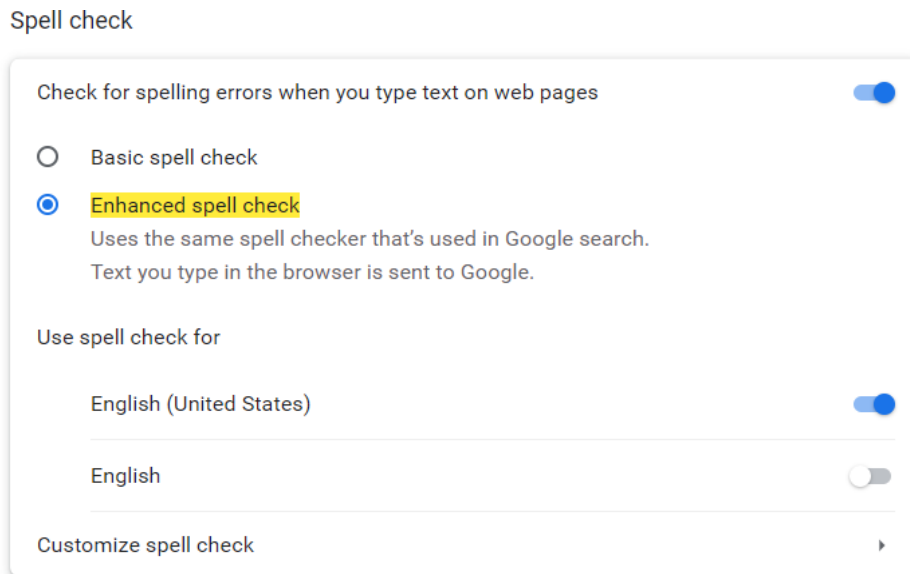 Spell check
Check for spelling errors when you type text on web pages
Basic spell check
Enhanced spell check
Uses the same spell checker that’s used in Google search.
Text you type in the browser is sent to Google.
Use spell check for
English (United States)
English
Customize spell check